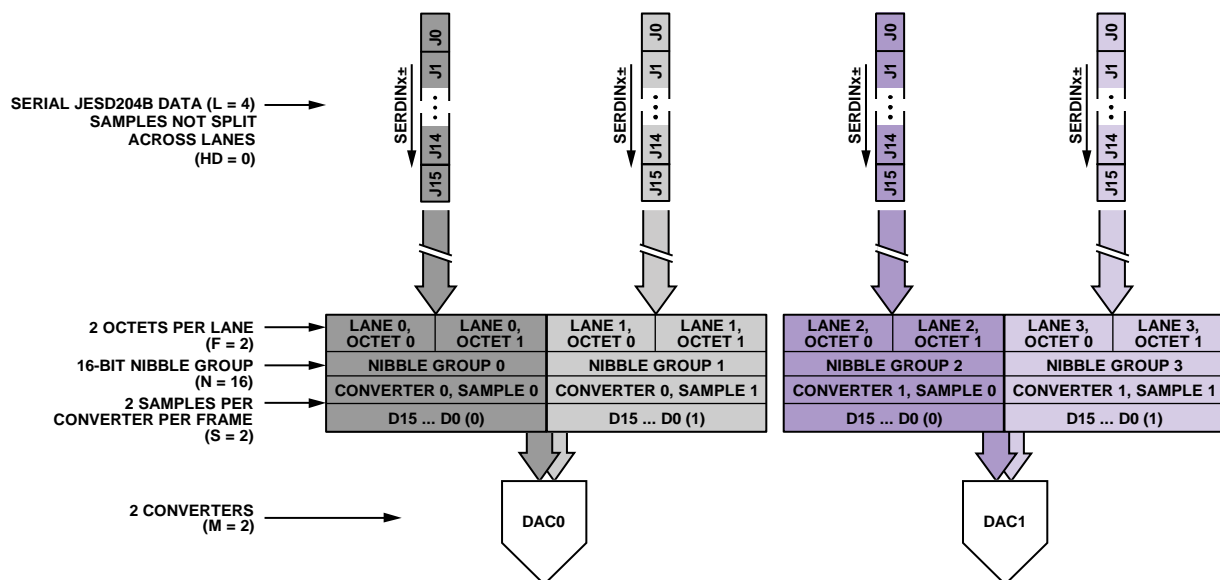 J0
J1
J14
J15
SERDINx±
J0
J1
J14
J15
SERDINx±
J0
J1
J14
J15
SERDINx±
J0
J1
J14
J15
SERDINx±
SERIAL JESD204B DATA (L = 4)
SAMPLES NOT SPLIT
ACROSS LANES
(HD = 0)
2 OCTETS PER LANE
(F = 2)
LANE 0,
OCTET 0
LANE 0,
OCTET 1
LANE 1,
OCTET 0
LANE 1,
OCTET 1
LANE 2,
OCTET 0
LANE 2,
OCTET 1
LANE 3,
OCTET 0
LANE 3,
OCTET 1
16-BIT NIBBLE GROUP
(N = 16)
NIBBLE GROUP 0
NIBBLE GROUP 1
NIBBLE GROUP 2
NIBBLE GROUP 3
2 SAMPLES PER
CONVERTER PER FRAME
(S = 2)
CONVERTER 0, SAMPLE 0
CONVERTER 0, SAMPLE 1
CONVERTER 1, SAMPLE 0
CONVERTER 1, SAMPLE 1
D15 ... D0 (0)
D15 ... D0 (1)
D15 ... D0 (0)
D15 ... D0 (1)
2 CONVERTERS
(M = 2)
DAC0
DAC1